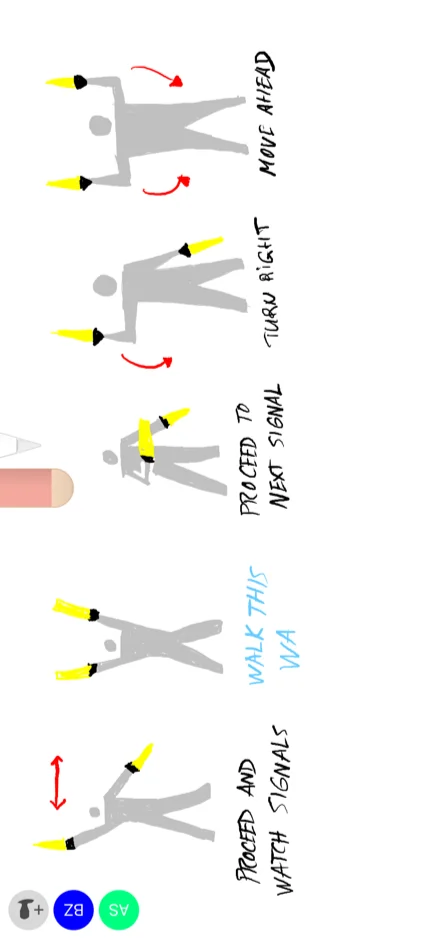 PROCEED AND
WATCH SIGNALS
WALK THIS
WA
PROCEED TO
NEXT SIGNAL
TURN RIGHT
MOVE AHEAD
BZ
AS